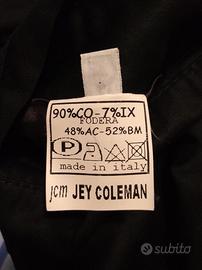 90%CO-7%IX
FODERA
48%AC-52%BM
P
made in italy
jcm JEY COLEMAN
subito